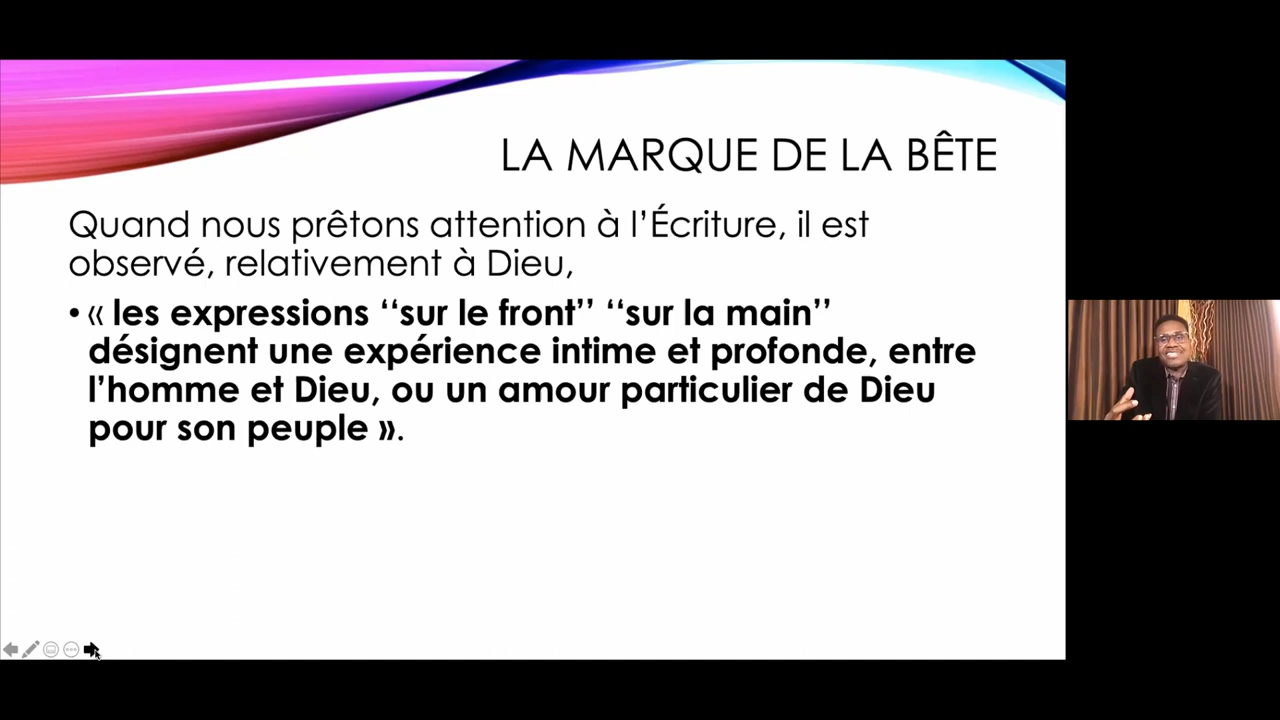 LA MARQUE DE LA BÊTE
Quand nous prêtons attention à l’Écriture, il est
observé, relativement à Dieu,
• « les expressions ‘‘sur le front’’ ‘‘sur la main’’
désignent une expérience intime et profonde, entre
l’homme et Dieu, ou un amour particulier de Dieu
pour son peuple ».